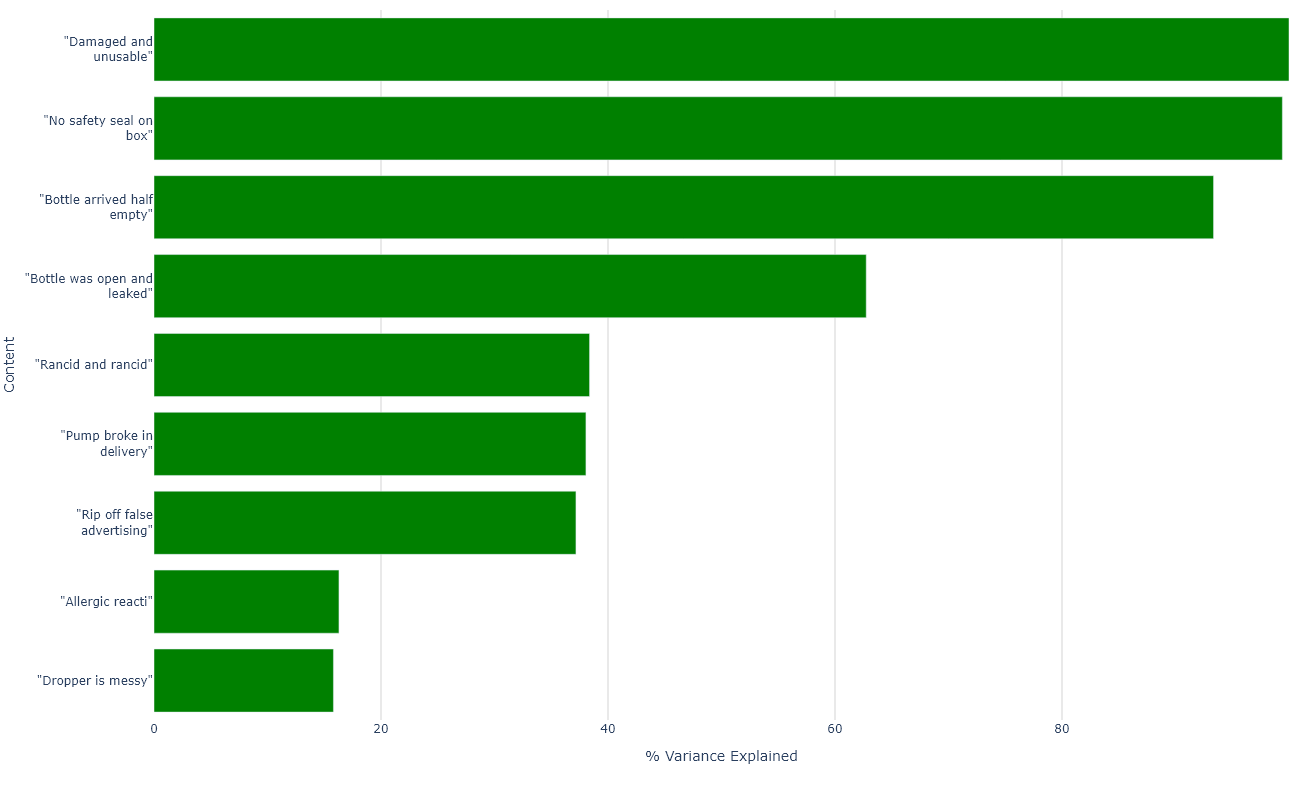 "Damaged and
unusable"
"No safety seal on
box"
"Bottle arrived half
empty"
"Bottle was open and
leaked"
"Rancid and rancid"
"Pump broke in
delivery"
"Rip off false
advertising"
"Allergic reacti"
"Dropper is messy"
Content
0 20 40 60 80
% Variance Explained